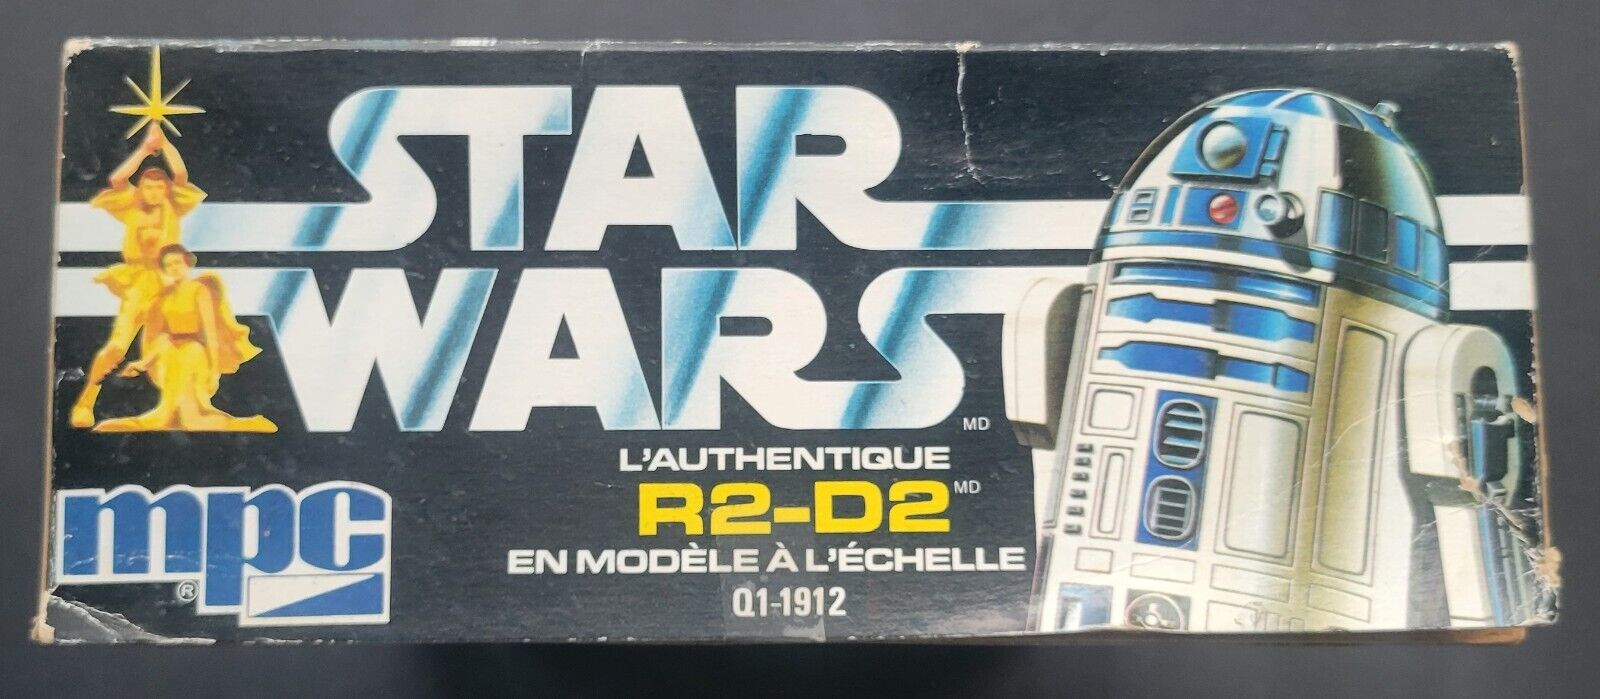 STAR
WARS MD
L'AUTHENTIQUE
R2-D2 MD
EN MODÈLE À L'ÉCHELLE
Q1-1912
mpc ®